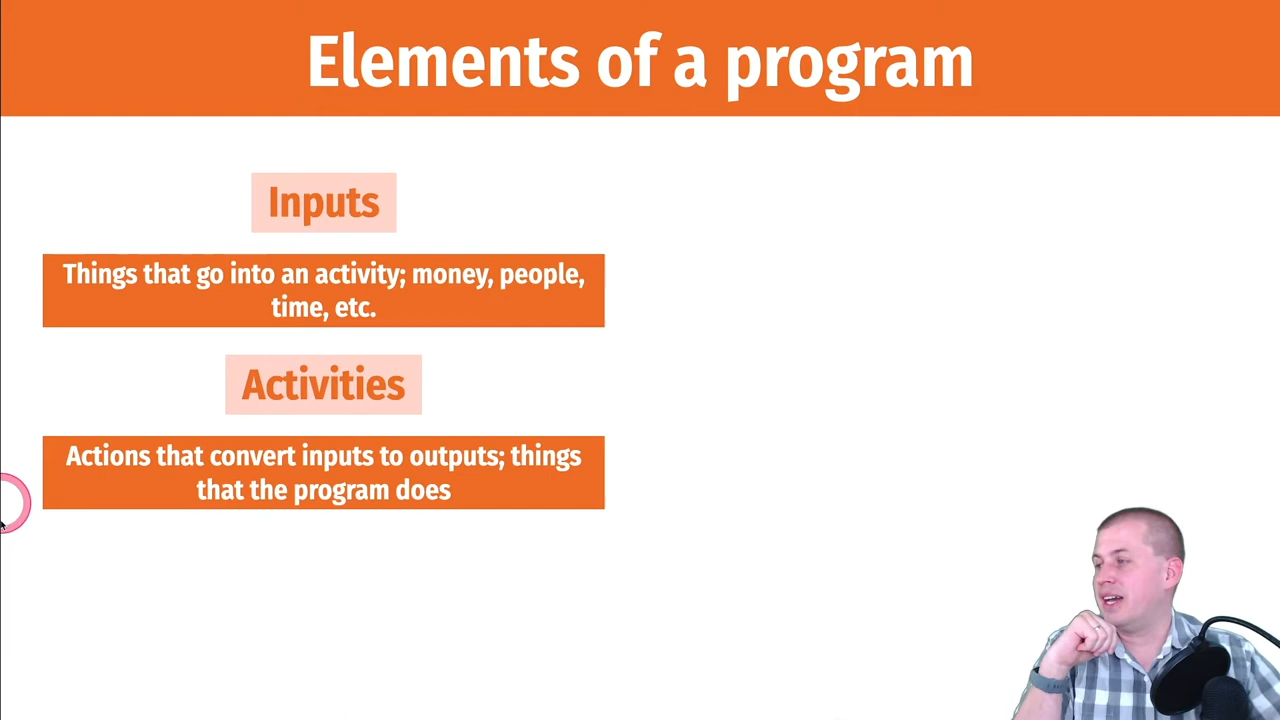 Elements of a program
Inputs
Things that go into an activity; money, people,
time, etc.
Activities
Actions that convert inputs to outputs; things
that the program does